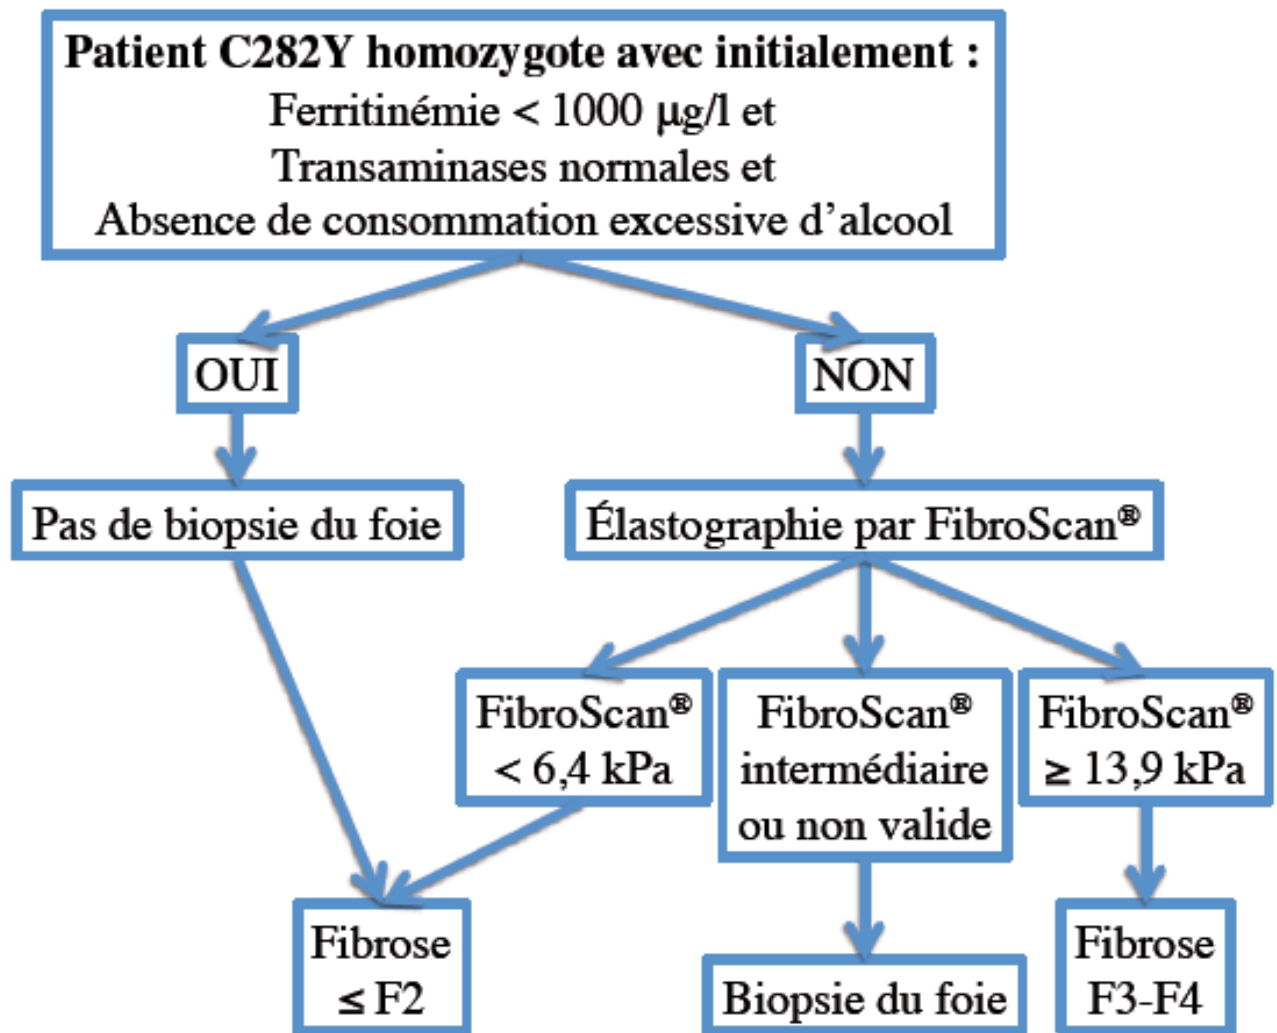 Patient C282Y homozygote avec initialement :
Ferritinémie < 1000 µg/l et
Transaminases normales et
Absence de consommation excessive d’alcool
OUI
NON
Pas de biopsie du foie
Élastographie par FibroScan®
FibroScan®
< 6,4 kPa
FibroScan®
intermédiaire
ou non valide
FibroScan®
≥ 13,9 kPa
Fibrose
≤ F2
Biopsie du foie
Fibrose
F3-F4